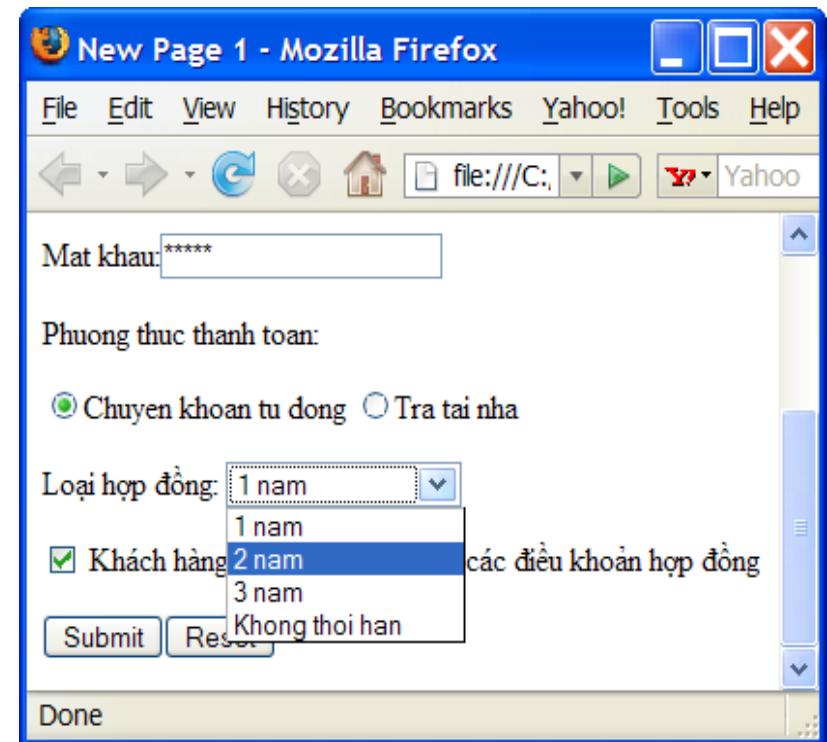 New Page 1 - Mozilla Firefox
File Edit View History Bookmarks Yahoo! Tools Help
file:///C:, Y! Yahoo
Mat khau:*****
Phuong thuc thanh toan:
Chuyen khoan tu dong Tra tai nha
Loại hợp đồng: 1 nam
1 nam
Khách hàng 2 nam các điều khoản hợp đồng
3 nam
Submit Khong thoi han
Done